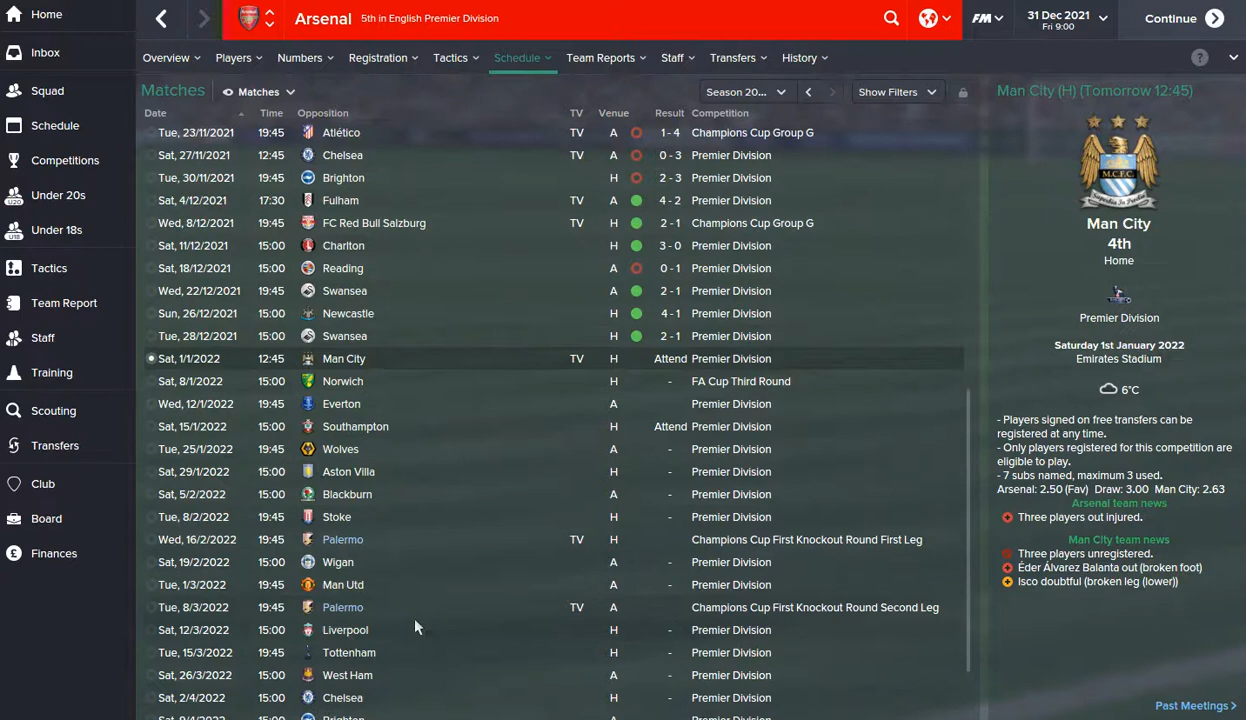 Home
Inbox
Squad
Schedule
Competitions
U20 Under 20s
U18 Under 18s
Tactics
Team Report
Staff
Training
Scouting
Transfers
Club
Board
£ Finances
Arsenal 5th in English Premier Division
FM
31 Dec 2021
Fri 9:00
Continue
Overview Players Numbers Registration Tactics Schedule Team Reports Staff Transfers History
?
Matches Matches Season 20... Show Filters
Date Time Opposition TV Venue Result Competition
Tue, 23/11/2021 19:45 Atlético TV A 1-4 Champions Cup Group G
Sat, 27/11/2021 12:45 Chelsea TV A 0 - 3 Premier Division
Tue, 30/11/2021 19:45 Brighton H 2 - 3 Premier Division
Sat, 4/12/2021 17:30 Fulham TV A 4 - 2 Premier Division
Wed, 8/12/2021 19:45 FC Red Bull Salzburg TV H 2 - 1 Champions Cup Group G
Sat, 11/12/2021 15:00 Charlton H 3 - 0 Premier Division
Sat, 18/12/2021 15:00 Reading A 0 - 1 Premier Division
Wed, 22/12/2021 19:45 Swansea A 2 - 1 Premier Division
Sun, 26/12/2021 15:00 Newcastle H 4 - 1 Premier Division
Tue, 28/12/2021 15:00 Swansea H 2 - 1 Premier Division
Sat, 1/1/2022 12:45 Man City TV H Attend Premier Division
Sat, 8/1/2022 15:00 Norwich H - FA Cup Third Round
Wed, 12/1/2022 19:45 Everton A - Premier Division
Sat, 15/1/2022 15:00 Southampton H Attend Premier Division
Tue, 25/1/2022 19:45 Wolves A - Premier Division
Sat, 29/1/2022 15:00 Aston Villa H - Premier Division
Sat, 5/2/2022 15:00 Blackburn A - Premier Division
Tue, 8/2/2022 19:45 Stoke H - Premier Division
Wed, 16/2/2022 19:45 Palermo TV H Champions Cup First Knockout Round First Leg
Sat, 19/2/2022 15:00 Wigan A - Premier Division
Tue, 1/3/2022 19:45 Man Utd A - Premier Division
Tue, 8/3/2022 19:45 Palermo TV A Champions Cup First Knockout Round Second Leg
Sat, 12/3/2022 15:00 Liverpool H - Premier Division
Tue, 15/3/2022 19:45 Tottenham H - Premier Division
Sat, 26/3/2022 15:00 West Ham A - Premier Division
Sat, 2/4/2022 15:00 Chelsea H - Premier Division
Sat, 9/4/2022 15:00 Brighton A - Premier Division
Man City (H) (Tomorrow 12:45)
M.C.F.C.
Man City
4th
Home
Premier Division
Saturday 1st January 2022
Emirates Stadium
6°C
- Players signed on free transfers can be
registered at any time.
- Only players registered for this competition are
eligible to play.
- 7 subs named, maximum 3 used.
Arsenal: 2.50 (Fav) Draw: 3.00 Man City: 2.63
Arsenal team news
Three players out injured.
Man City team news
Three players unregistered.
Éder Álvarez Balanta out (broken foot)
Isco doubtful (broken leg (lower))
Past Meetings >